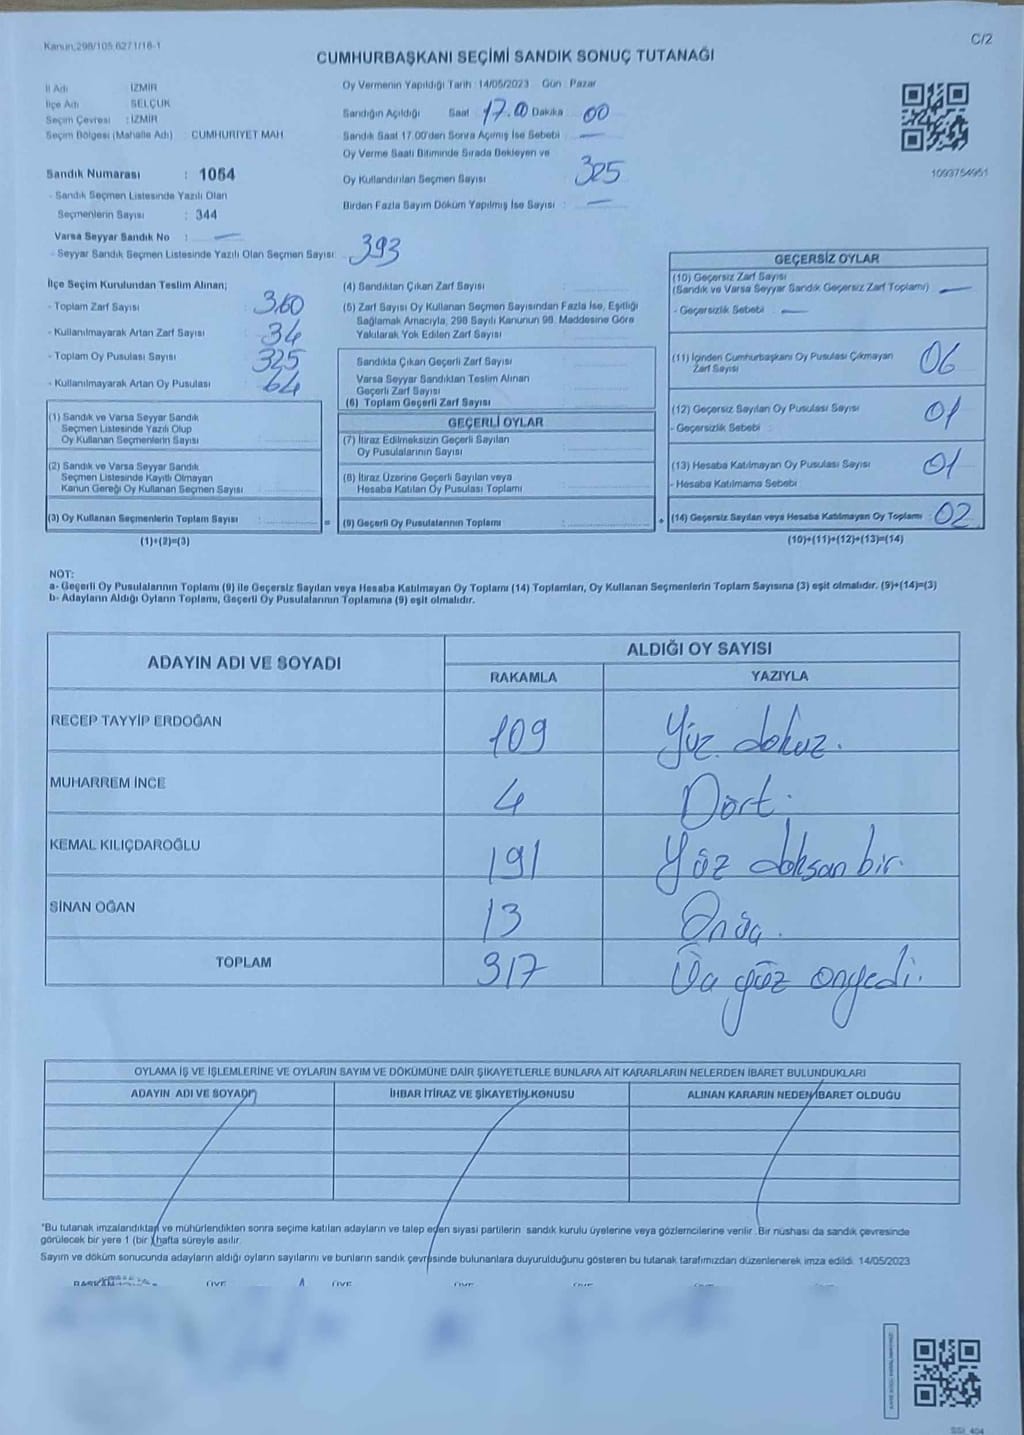 Kanun:298/105,6271/16-1
C/2
CUMHURBAŞKANI SEÇİMİ SANDIK SONUÇ TUTANAĞI
İl Adı : İZMİR
İlçe Adı : SELÇUK
Seçim Çevresi : İZMİR
Seçim Bölgesi (Mahalle Adı) : CUMHURİYET MAH
Sandık Numarası : 1054
- Sandık Seçmen Listesinde Yazılı Olan
Seçmenlerin Sayısı : 344
Varsa Seyyar Sandık No : —
- Seyyar Sandık Seçmen Listesinde Yazılı Olan Seçmen Sayısı: 393
Oy Vermenin Yapıldığı Tarih : 14/05/2023 Gün : Pazar
Sandığın Açıldığı Saat 17.00 Dakika 00
Sandık Saat 17.00'den Sonra Açımış İse Sebebi —
Oy Verme Saati Bitiminde Sırada Bekleyen ve
Oy Kullandırılan Seçmen Sayısı 325
Birden Fazla Sayım Döküm Yapılmış İse Sayısı : —
1093754951
İlçe Seçim Kurulundan Teslim Alınan;
- Toplam Zarf Sayısı : 360
- Kullanılmayarak Artan Zarf Sayısı : 34
- Toplam Oy Pusulası Sayısı : 325
- Kullanılmayarak Artan Oy Pusulası : 64
(1) Sandık ve Varsa Seyyar Sandık
Seçmen Listesinde Yazılı Olup
Oy Kullanan Seçmenlerin Sayısı :
(2) Sandık ve Varsa Seyyar Sandık
Seçmen Listesinde Kayıtlı Olmayan
Kanun Gereği Oy Kullanan Seçmen Sayısı :
(3) Oy Kullanan Seçmenlerin Toplam Sayısı :
(1)+(2)=(3)
(4) Sandıktan Çıkan Zarf Sayısı :
(5) Zarf Sayısı Oy Kullanan Seçmen Sayısından Fazla İse, Eşitliği
Sağlamak Amacıyla, 298 Sayılı Kanunun 98. Maddesine Göre
Yakılarak Yok Edilen Zarf Sayısı :
Sandıkta Çıkan Geçerli Zarf Sayısı
Varsa Seyyar Sandıktan Teslim Alınan
Geçerli Zarf Sayısı
(6) Toplam Geçerli Zarf Sayısı
GEÇERLİ OYLAR
(7) İtiraz Edilmeksizin Geçerli Sayılan
Oy Pusulalarının Sayısı :
(8) İtiraz Üzerine Geçerli Sayılan veya
Hesaba Katılan Oy Pusulası Toplamı :
= (9) Geçerli Oy Pusulalarının Toplamı : +
GEÇERSİZ OYLAR
(10) Geçersiz Zarf Sayısı
(Sandık ve Varsa Seyyar Sandık Geçersiz Zarf Toplamı) —
- Geçersizlik Sebebi : —
(11) İçinden Cumhurbaşkanı Oy Pusulası Çıkmayan
Zarf Sayısı 06
(12) Geçersiz Sayılan Oy Pusulası Sayısı 01
- Geçersizlik Sebebi :
(13) Hesaba Katılmayan Oy Pusulası Sayısı 01
- Hesaba Katılmama Sebebi :
(14) Geçersiz Sayılan veya Hesaba Katılmayan Oy Toplamı : 02
(10)+(11)+(12)+(13)=(14)
NOT:
a- Geçerli Oy Pusulalarının Toplamı (9) ile Geçersiz Sayılan veya Hesaba Katılmayan Oy Toplamı (14) Toplamları, Oy Kullanan Seçmenlerin Toplam Sayısına (3) eşit olmalıdır. (9)+(14)=(3)
b- Adayların Aldığı Oyların Toplamı, Geçerli Oy Pusulalarının Toplamına (9) eşit olmalıdır.
ADAYIN ADI VE SOYADI
ALDIĞI OY SAYISI
RAKAMLA YAZIYLA
RECEP TAYYİP ERDOĞAN 109 Yüz dokuz.
MUHARREM İNCE 4 Dört.
KEMAL KILIÇDAROĞLU 191 Yüz doksan bir.
SİNAN OĞAN 13 Onüç.
TOPLAM 317 Üç yüz onyedi.
OYLAMA İŞ VE İŞLEMLERİNE VE OYLARIN SAYIM VE DÖKÜMÜNE DAİR ŞİKAYETLERLE BUNLARA AİT KARARLARIN NELERDEN İBARET BULUNDUKLARI
ADAYIN ADI VE SOYADI İHBAR İTİRAZ VE ŞİKAYETİN KONUSU ALINAN KARARIN NEDEN İBARET OLDUĞU
*Bu tutanak imzalandıktan ve mühürlendikten sonra seçime katılan adayların ve talep eden siyasi partilerin sandık kurulu üyelerine veya gözlemcilerine verilir. Bir nüshası da sandık çevresinde
görülecek bir yere 1 (bir) hafta süreyle asılır.
Sayım ve döküm sonucunda adayların aldığı oyların sayılarını ve bunların sandık çevresinde bulunanlara duyurulduğunu gösteren bu tutanak tarafımızdan düzenlenerek imza edildi. 14/05/2023